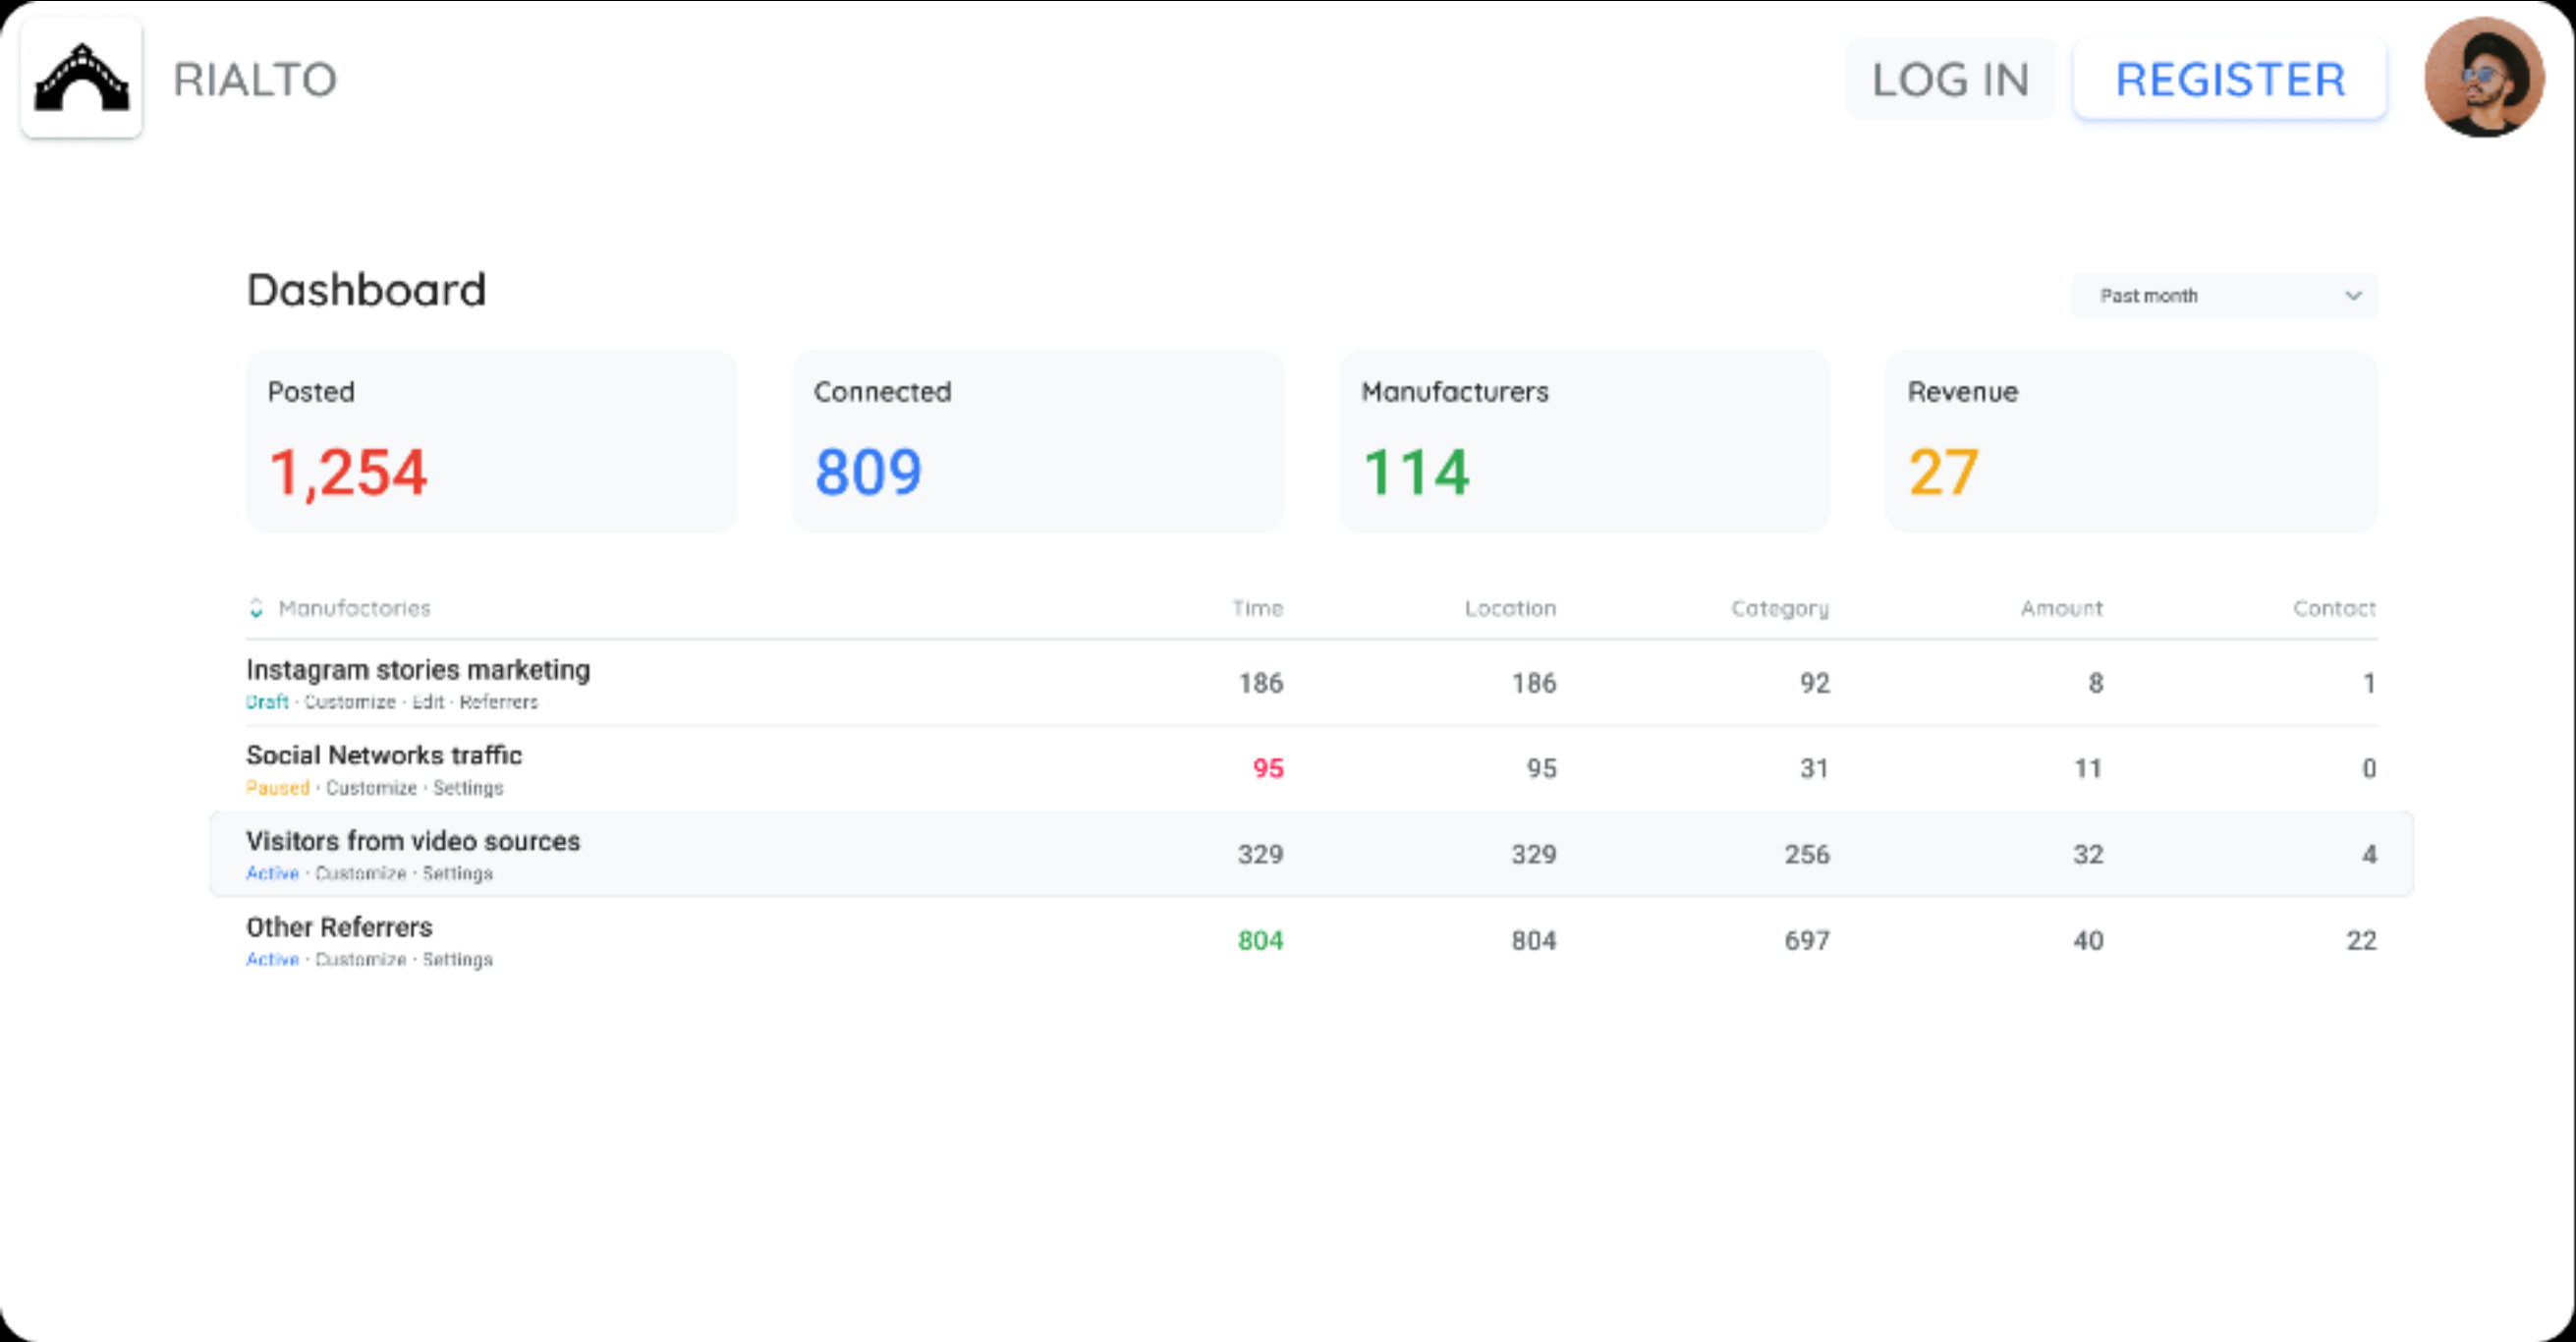 RIALTO
LOG IN
REGISTER
Dashboard
Past month
Posted
Connected
Manufacturers
Revenue
1,254
809
114
27
Manufactories Time Location Category Amount Contact
Instagram stories marketing
Draft · Customize · Edit · Referrers
186 186 92 8 1
Social Networks traffic
Paused · Customize · Settings
95 95 31 11 0
Visitors from video sources
Active · Customize · Settings
329 329 256 32 4
Other Referrers
Active · Customize · Settings
804 804 697 40 22